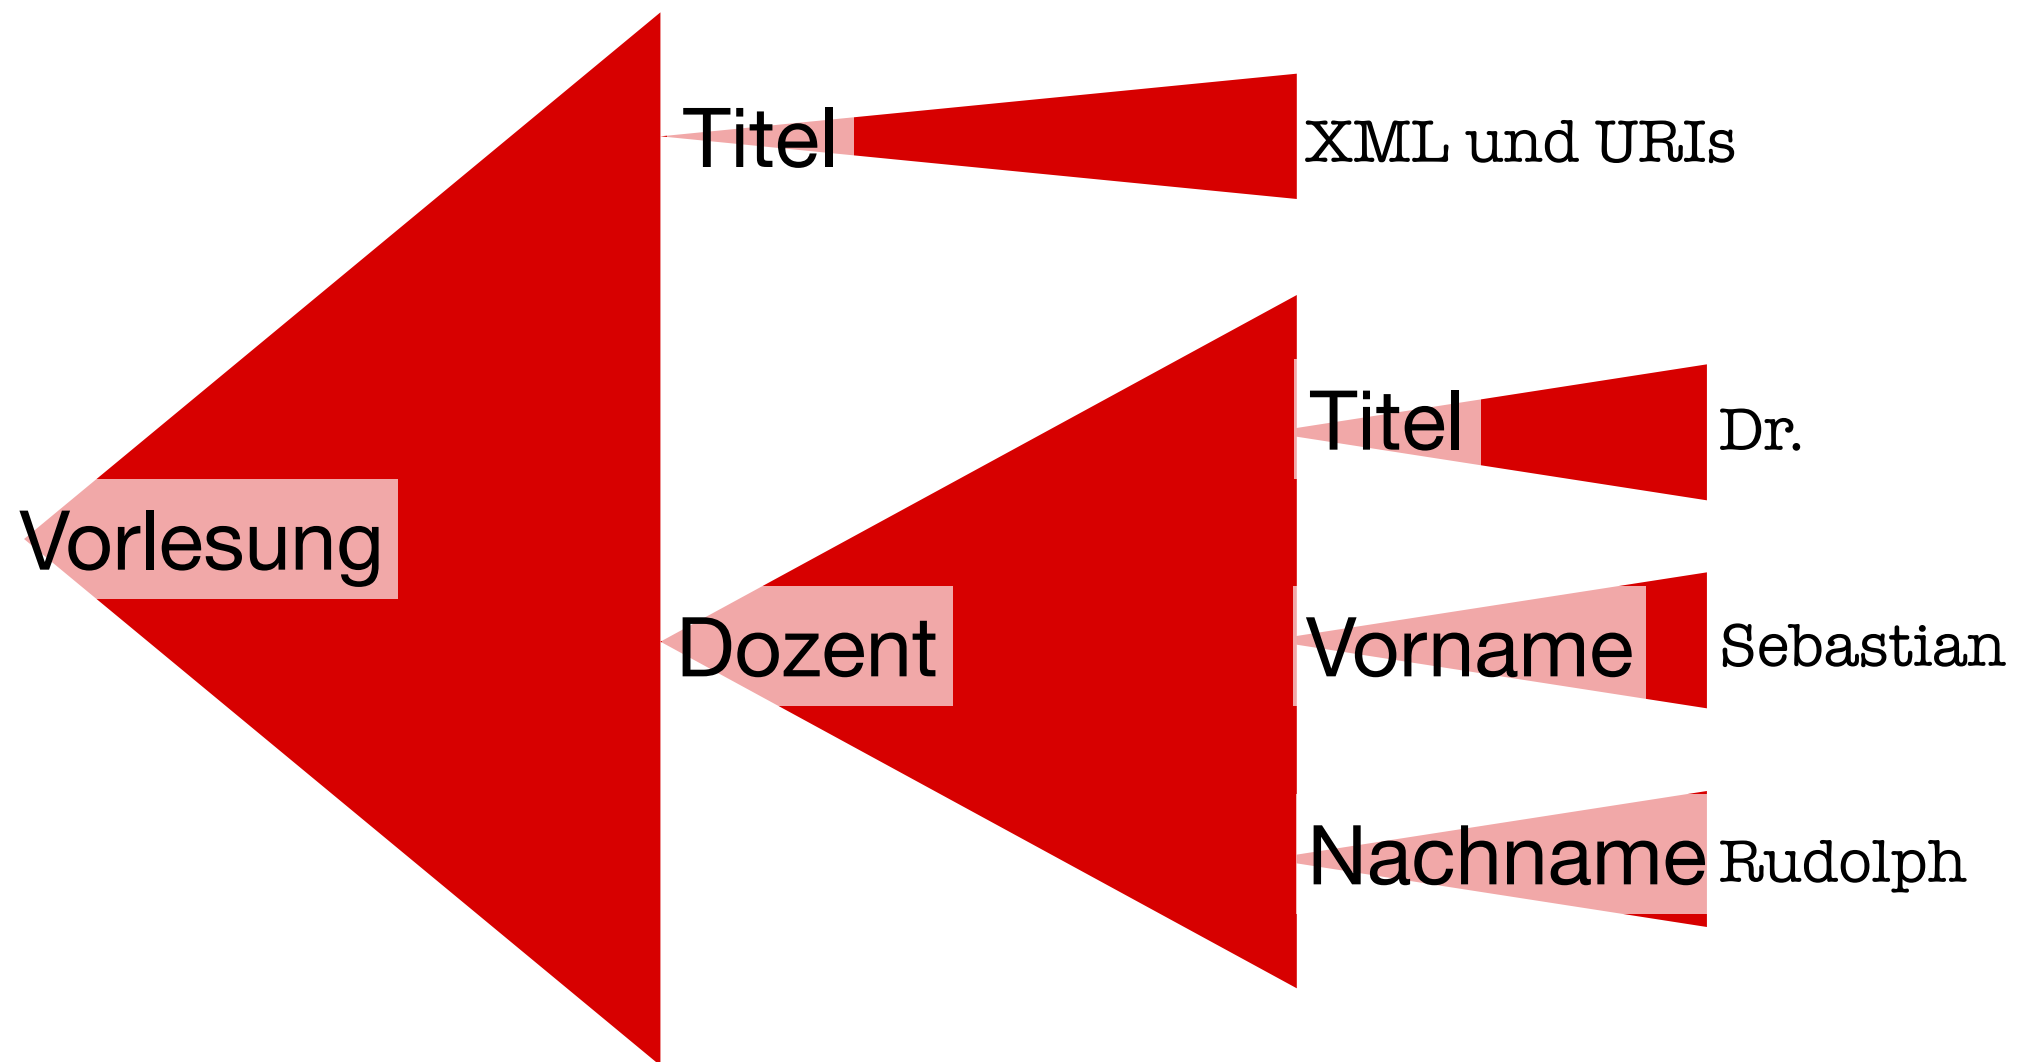 Titel
XML und URIs
Titel
Dr.
Vorlesung
Dozent
Vorname
Sebastian
Nachname
Rudolph